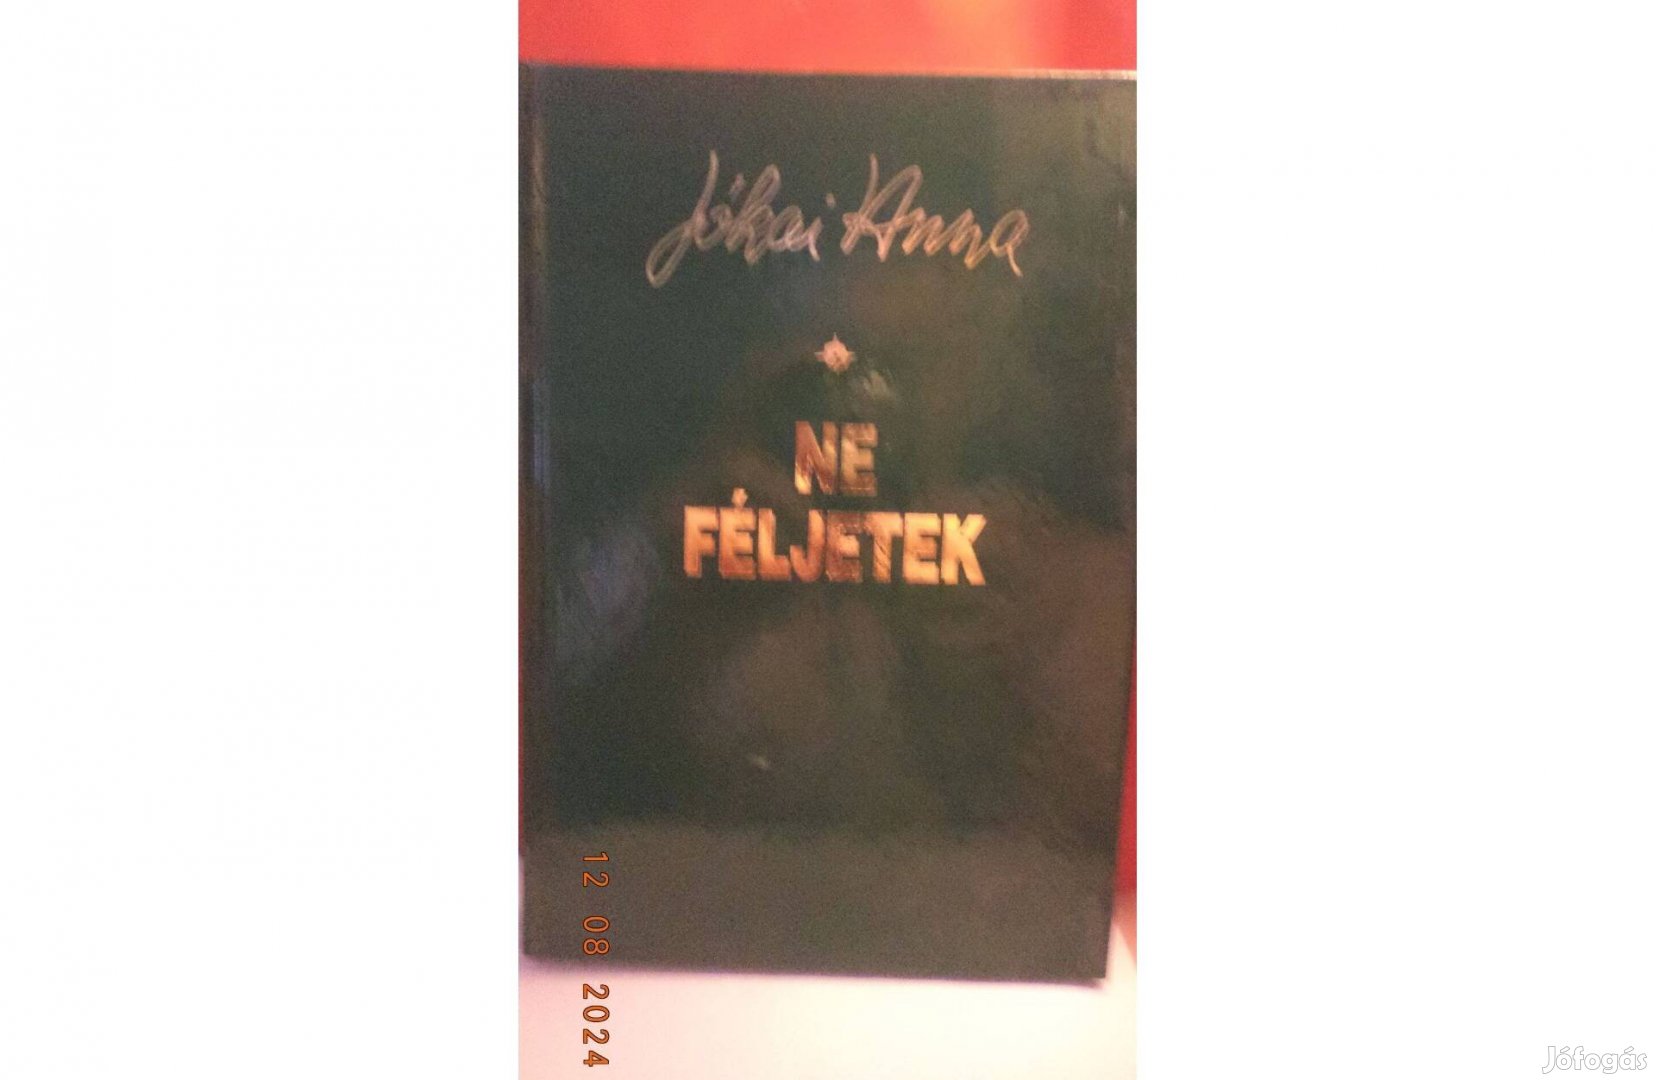 Jókai Anna
NE
FÉLJETEK
12 08 2024
Jófogás